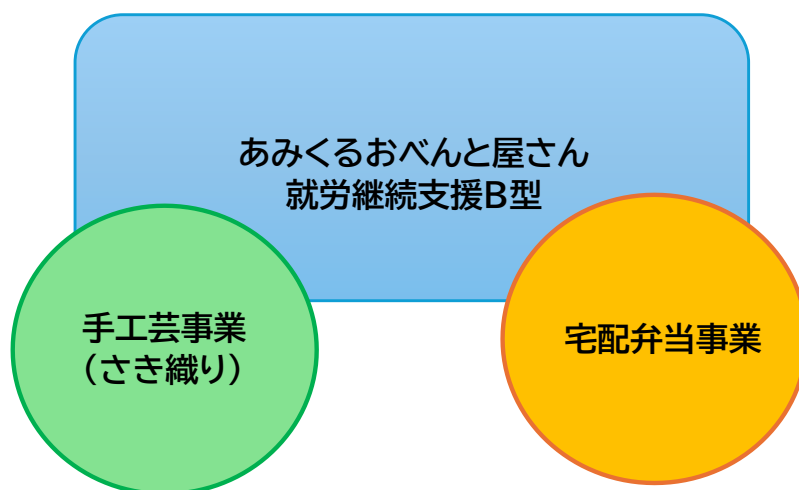 あみくるおべんと屋さん
就労継続支援B型
手工芸事業
(さき織り)
宅配弁当事業